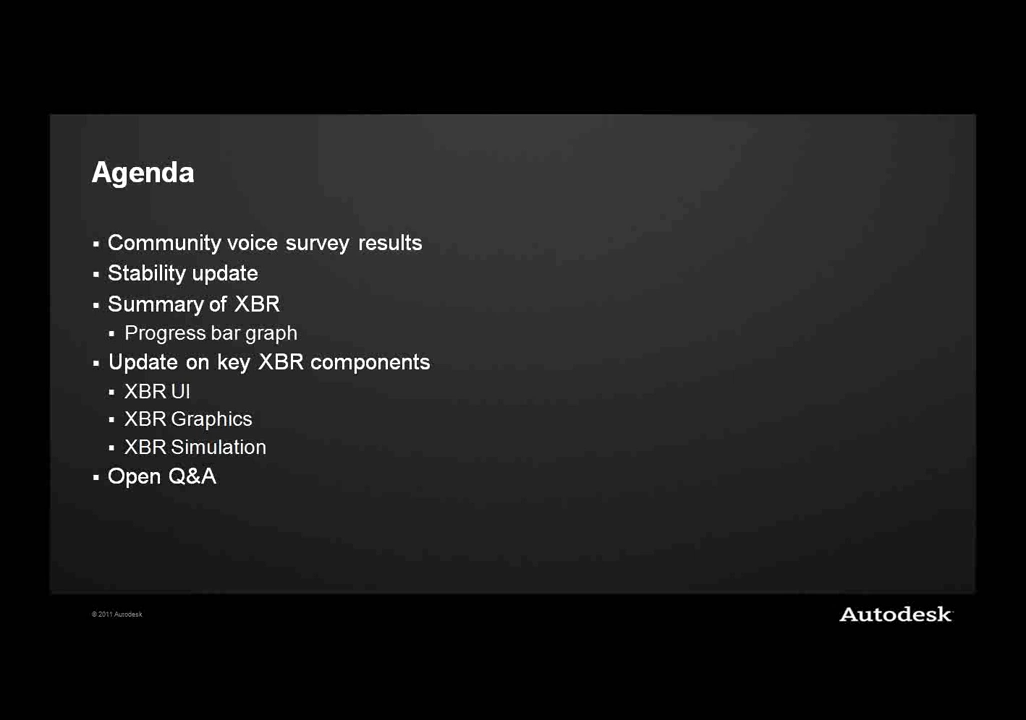 Agenda
▪ Community voice survey results
▪ Stability update
▪ Summary of XBR
▪ Progress bar graph
▪ Update on key XBR components
▪ XBR UI
▪ XBR Graphics
▪ XBR Simulation
▪ Open Q&A
© 2011 Autodesk
Autodesk